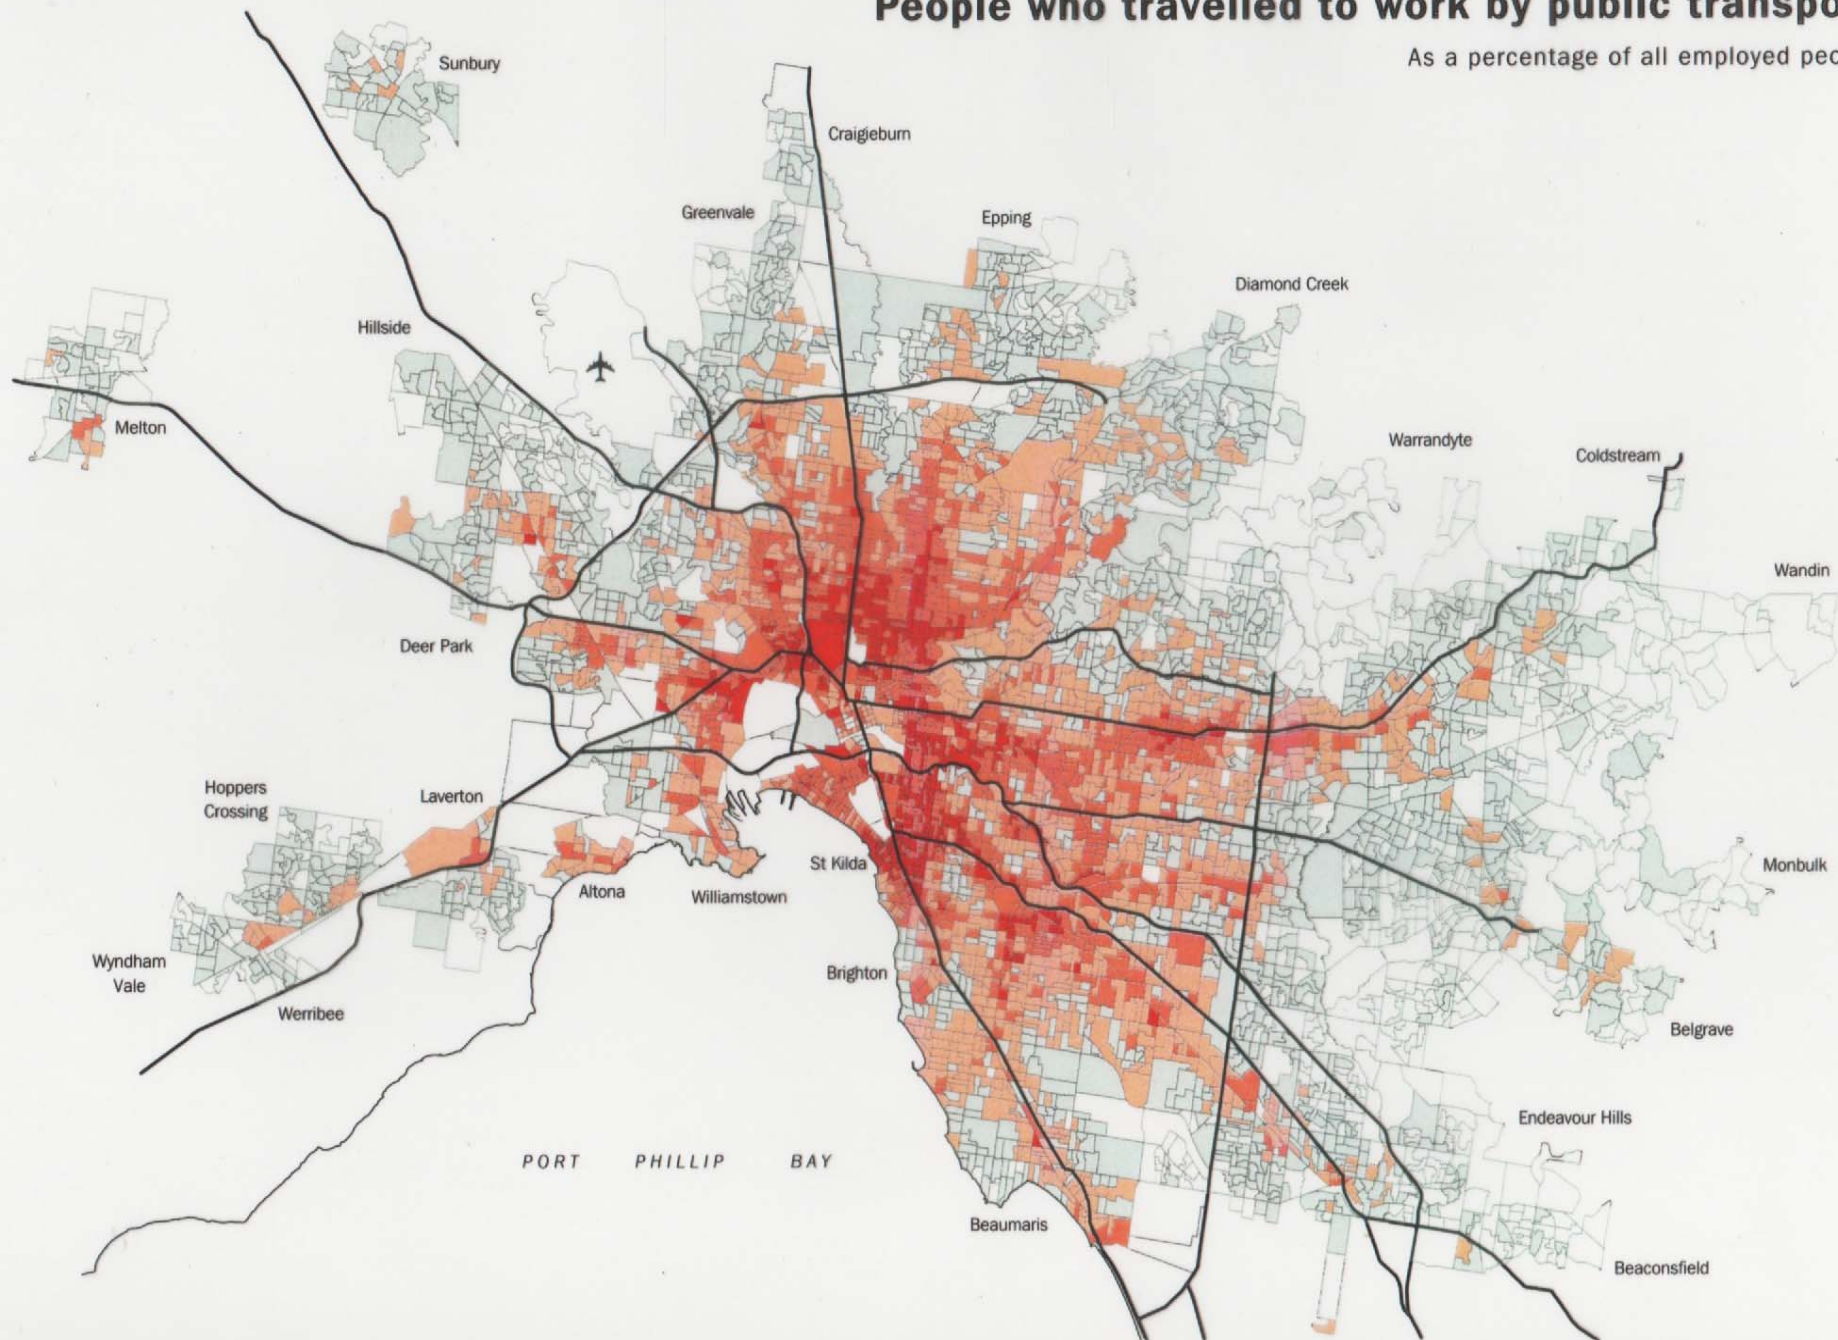 People who travelled to work by public transpo
As a percentage of all employed peo
Sunbury
Craigieburn
Greenvale
Epping
Diamond Creek
Hillside
Melton
Warrandyte
Coldstream
Wandin
Deer Park
Hoppers
Crossing
Laverton
St Kilda
Altona
Williamstown
Monbulk
Wyndham
Vale
Brighton
Werribee
Belgrave
Endeavour Hills
PORT PHILLIP BAY
Beaumaris
Beaconsfield